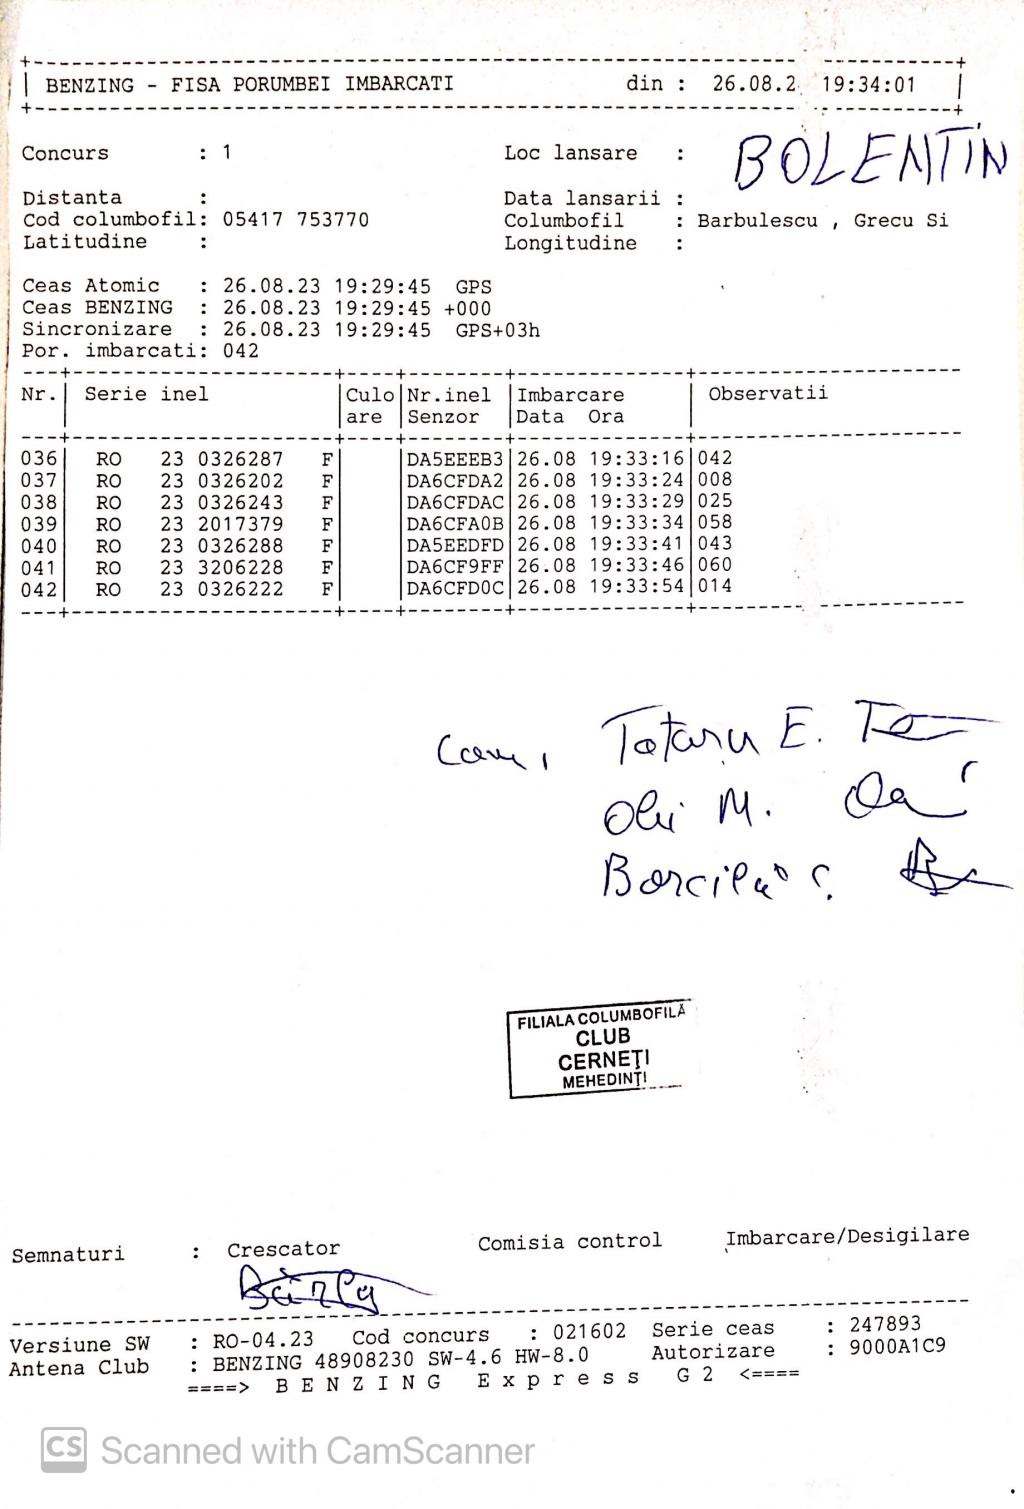 BENZING - FISA PORUMBEI IMBARCATI din : 26.08.2 19:34:01
Concurs : 1 Loc lansare : BOLENTIN
Distanta : Data lansarii :
Cod columbofil: 05417 753770 Columbofil : Barbulescu , Grecu Si
Latitudine : Longitudine :
Ceas Atomic : 26.08.23 19:29:45 GPS
Ceas BENZING : 26.08.23 19:29:45 +000
Sincronizare : 26.08.23 19:29:45 GPS+03h
Por. imbarcati: 042
Nr. Serie inel Culo Nr.inel Imbarcare Observatii
are Senzor Data Ora
036 RO 23 0326287 F DA5EEEB3 26.08 19:33:16 042
037 RO 23 0326202 F DA6CFDA2 26.08 19:33:24 008
038 RO 23 0326243 F DA6CFDAC 26.08 19:33:29 025
039 RO 23 2017379 F DA6CFA0B 26.08 19:33:34 058
040 RO 23 0326288 F DA5EEDFD 26.08 19:33:41 043
041 RO 23 3206228 F DA6CF9FF 26.08 19:33:46 060
042 RO 23 0326222 F DA6CFD0C 26.08 19:33:54 014
Tataru E.
M.
FILIALA COLUMBOFILĂ
CLUB
CERNEȚI
MEHEDINȚI
Semnaturi : Crescator Comisia control Imbarcare/Desigilare
Versiune SW : RO-04.23 Cod concurs : 021602 Serie ceas : 247893
Antena Club : BENZING 48908230 SW-4.6 HW-8.0 Autorizare : 9000A1C9
====> B E N Z I N G E x p r e s s G 2 <====
CS Scanned with CamScanner